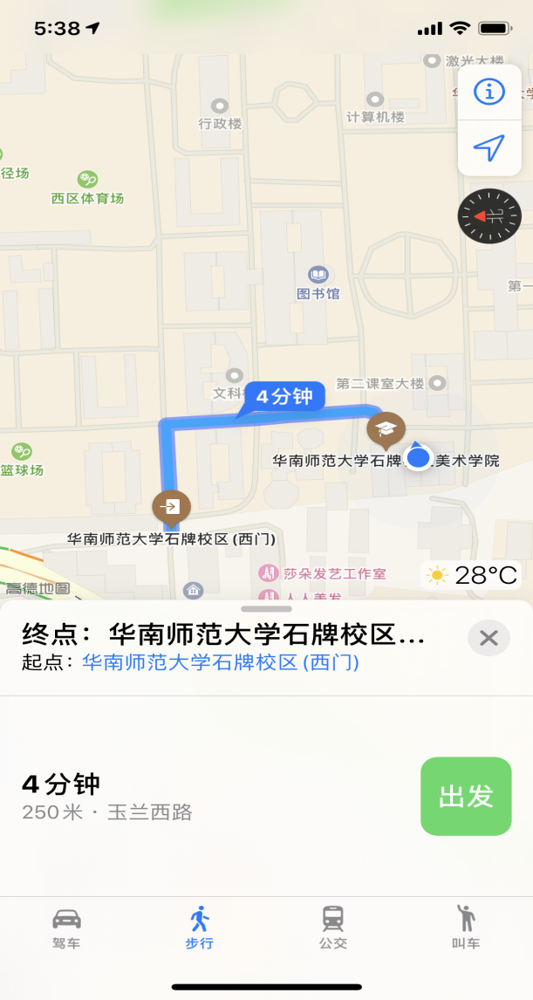 5:38
激光大楼
行政楼
计算机楼
径场
西区体育场
北
图书馆
第一
文科
4分钟
第二课室大楼
华南师范大学石牌
美术学院
篮球场
华南师范大学石牌校区(西门)
莎朵发艺工作室
28°C
高德地图
人人美发
终点：华南师范大学石牌校区...
起点：华南师范大学石牌校区(西门)
4分钟
250米 · 玉兰西路
出发
驾车
步行
公交
叫车